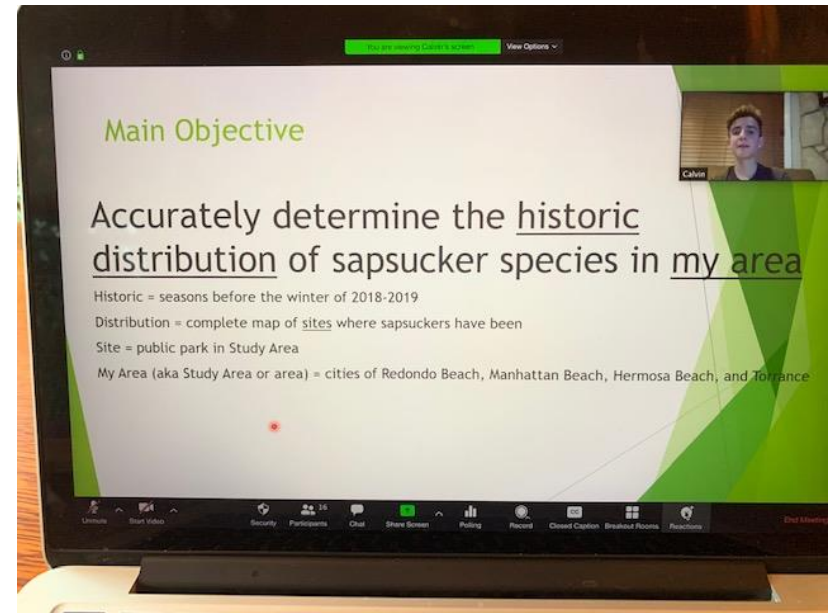 You are viewing Calvin's screen
View Options
Main Objective
Calvin
Accurately determine the historic
distribution of sapsucker species in my area
Historic = seasons before the winter of 2018-2019
Distribution = complete map of sites where sapsuckers have been
Site = public park in Study Area
My Area (aka Study Area or area) = cities of Redondo Beach, Manhattan Beach, Hermosa Beach, and Torrance
16
Unmute Start Video Security Participants Chat Share Screen Polling Record Closed Caption Breakout Rooms Reactions End Meeting